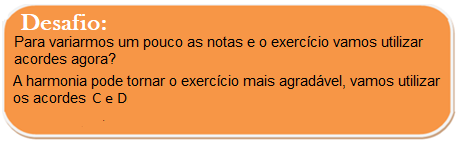 Desafio:
Para variarmos um pouco as notas e o exercício vamos utilizar
acordes agora?
A harmonia pode tornar o exercício mais agradável, vamos utilizar
os acordes C e D
.